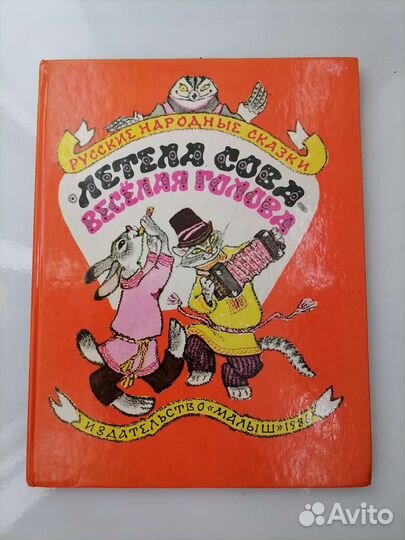 РУССКИЕ НАРОДНЫЕ СКАЗКИ
ЛЕТЕЛА СОВА
ВЕСЁЛАЯ ГОЛОВА
ИЗДАТЕЛЬСТВО «МАЛЫШ»
Avito